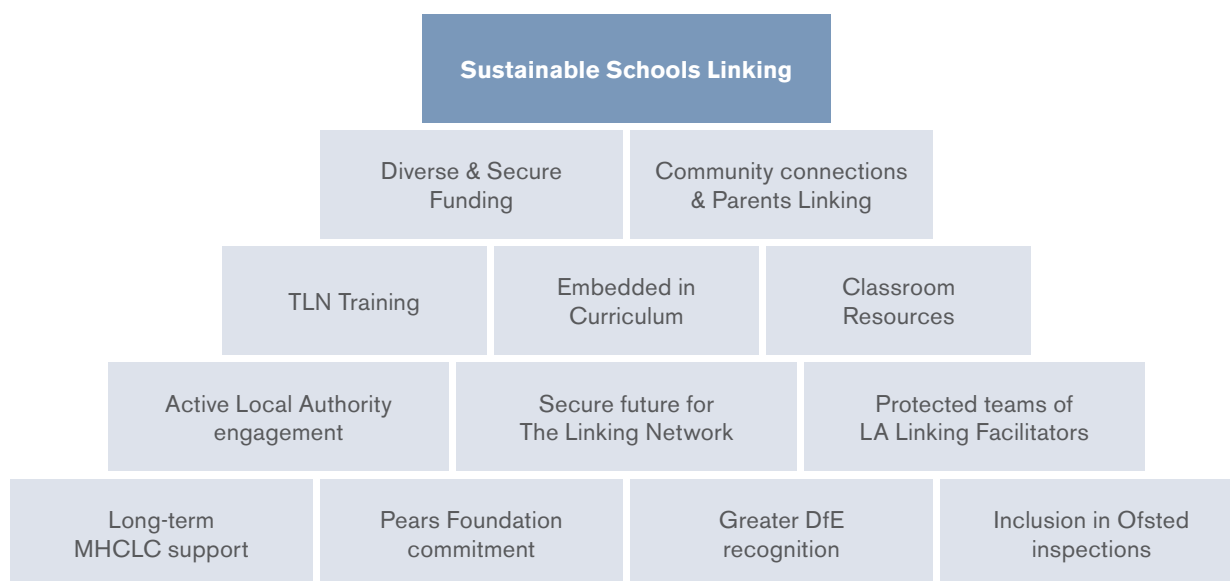 Sustainable Schools Linking
Diverse & Secure
Funding
Community connections
& Parents Linking
TLN Training
Embedded in
Curriculum
Classroom
Resources
Active Local Authority
engagement
Secure future for
The Linking Network
Protected teams of
LA Linking Facilitators
Long-term
MHCLC support
Pears Foundation
commitment
Greater DfE
recognition
Inclusion in Ofsted
inspections